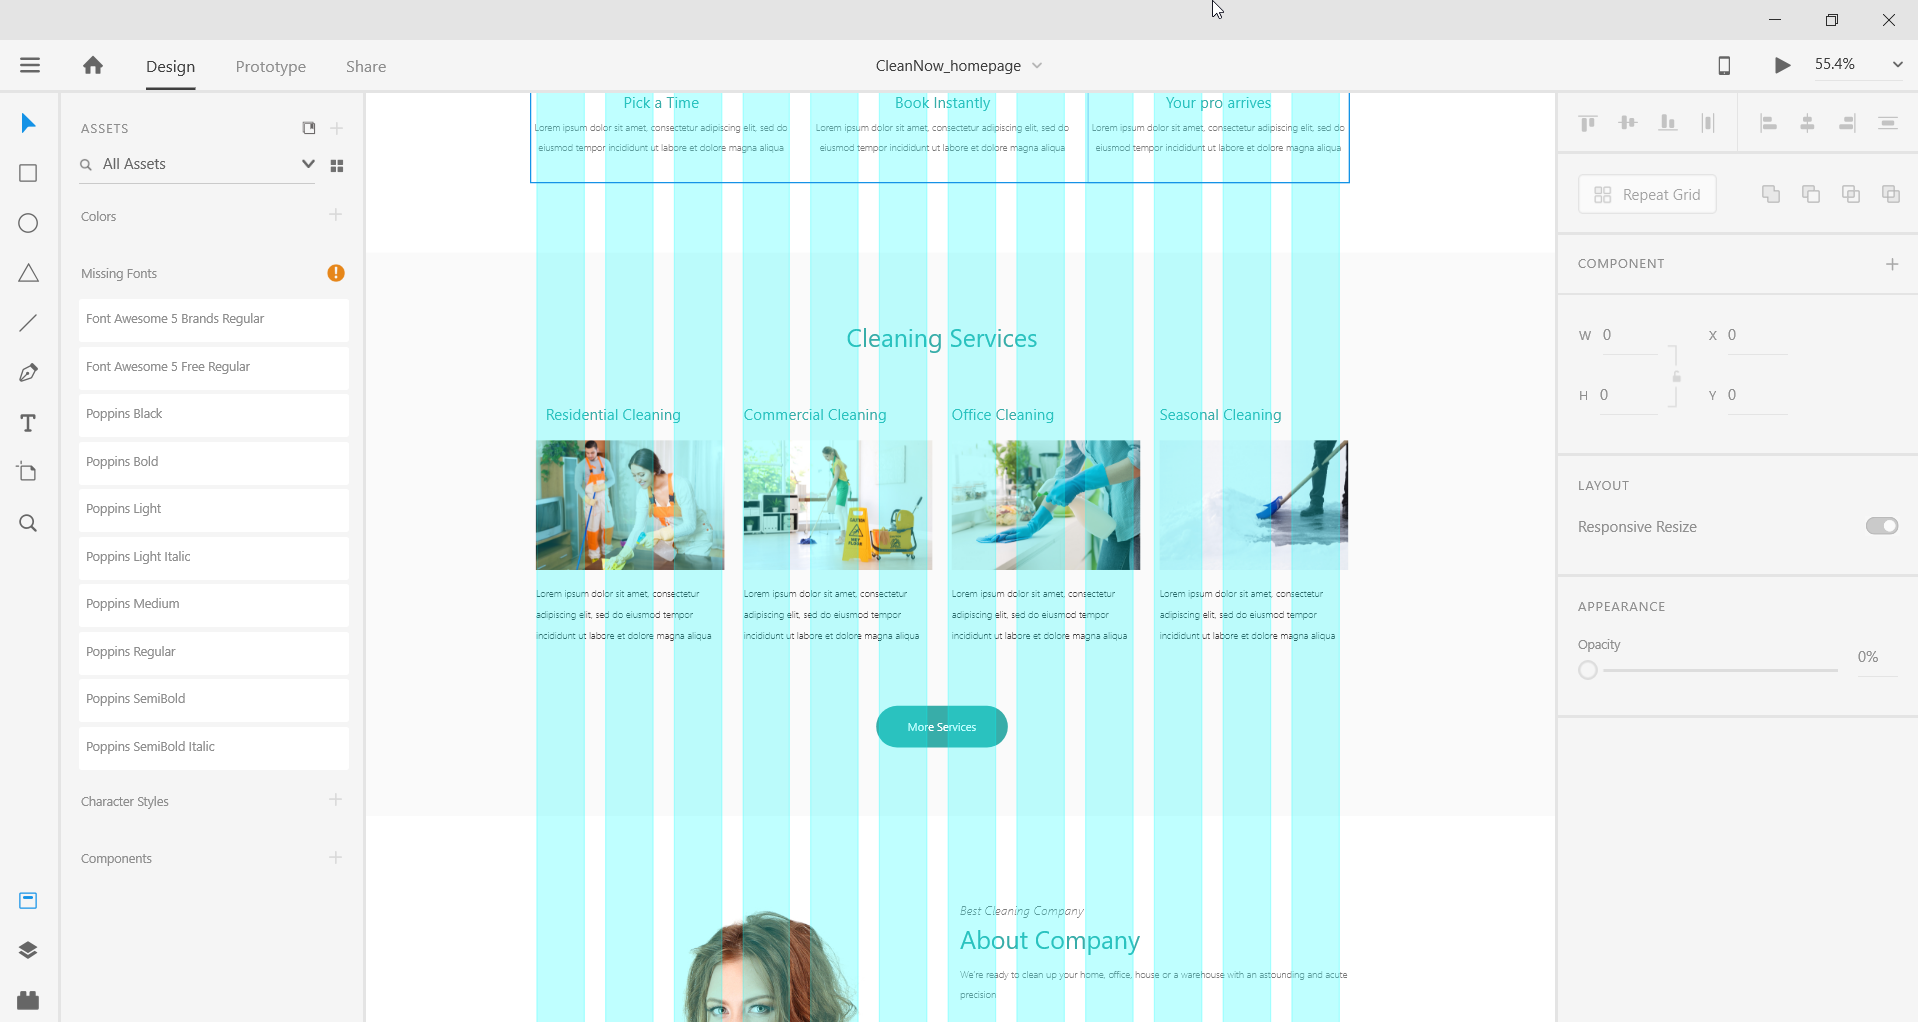 Design
Prototype
Share
CleanNow_homepage
55.4%
ASSETS
All Assets
Colors
Missing Fonts
Font Awesome 5 Brands Regular
Font Awesome 5 Free Regular
Poppins Black
Poppins Bold
Poppins Light
Poppins Light Italic
Poppins Medium
Poppins Regular
Poppins SemiBold
Poppins SemiBold Italic
Character Styles
Components
Pick a Time
Lorem ipsum dolor sit amet, consectetur adipiscing elit, sed do
eiusmod tempor incididunt ut labore et dolore magna aliqua
Book Instantly
Lorem ipsum dolor sit amet, consectetur adipiscing elit, sed do
eiusmod tempor incididunt ut labore et dolore magna aliqua
Your pro arrives
Lorem ipsum dolor sit amet, consectetur adipiscing elit, sed do
eiusmod tempor incididunt ut labore et dolore magna aliqua
Cleaning Services
Residential Cleaning
Lorem ipsum dolor sit amet, consectetur
adipiscing elit, sed do eiusmod tempor
incididunt ut labore et dolore magna aliqua
Commercial Cleaning
Lorem ipsum dolor sit amet, consectetur
adipiscing elit, sed do eiusmod tempor
incididunt ut labore et dolore magna aliqua
Office Cleaning
Lorem ipsum dolor sit amet, consectetur
adipiscing elit, sed do eiusmod tempor
incididunt ut labore et dolore magna aliqua
Seasonal Cleaning
Lorem ipsum dolor sit amet, consectetur
adipiscing elit, sed do eiusmod tempor
incididunt ut labore et dolore magna aliqua
More Services
Best Cleaning Company
About Company
We're ready to clean up your home, office, house or a warehouse with an astounding and acute
precision
Repeat Grid
COMPONENT
W 0
X 0
H 0
Y 0
LAYOUT
Responsive Resize
APPEARANCE
Opacity
0%